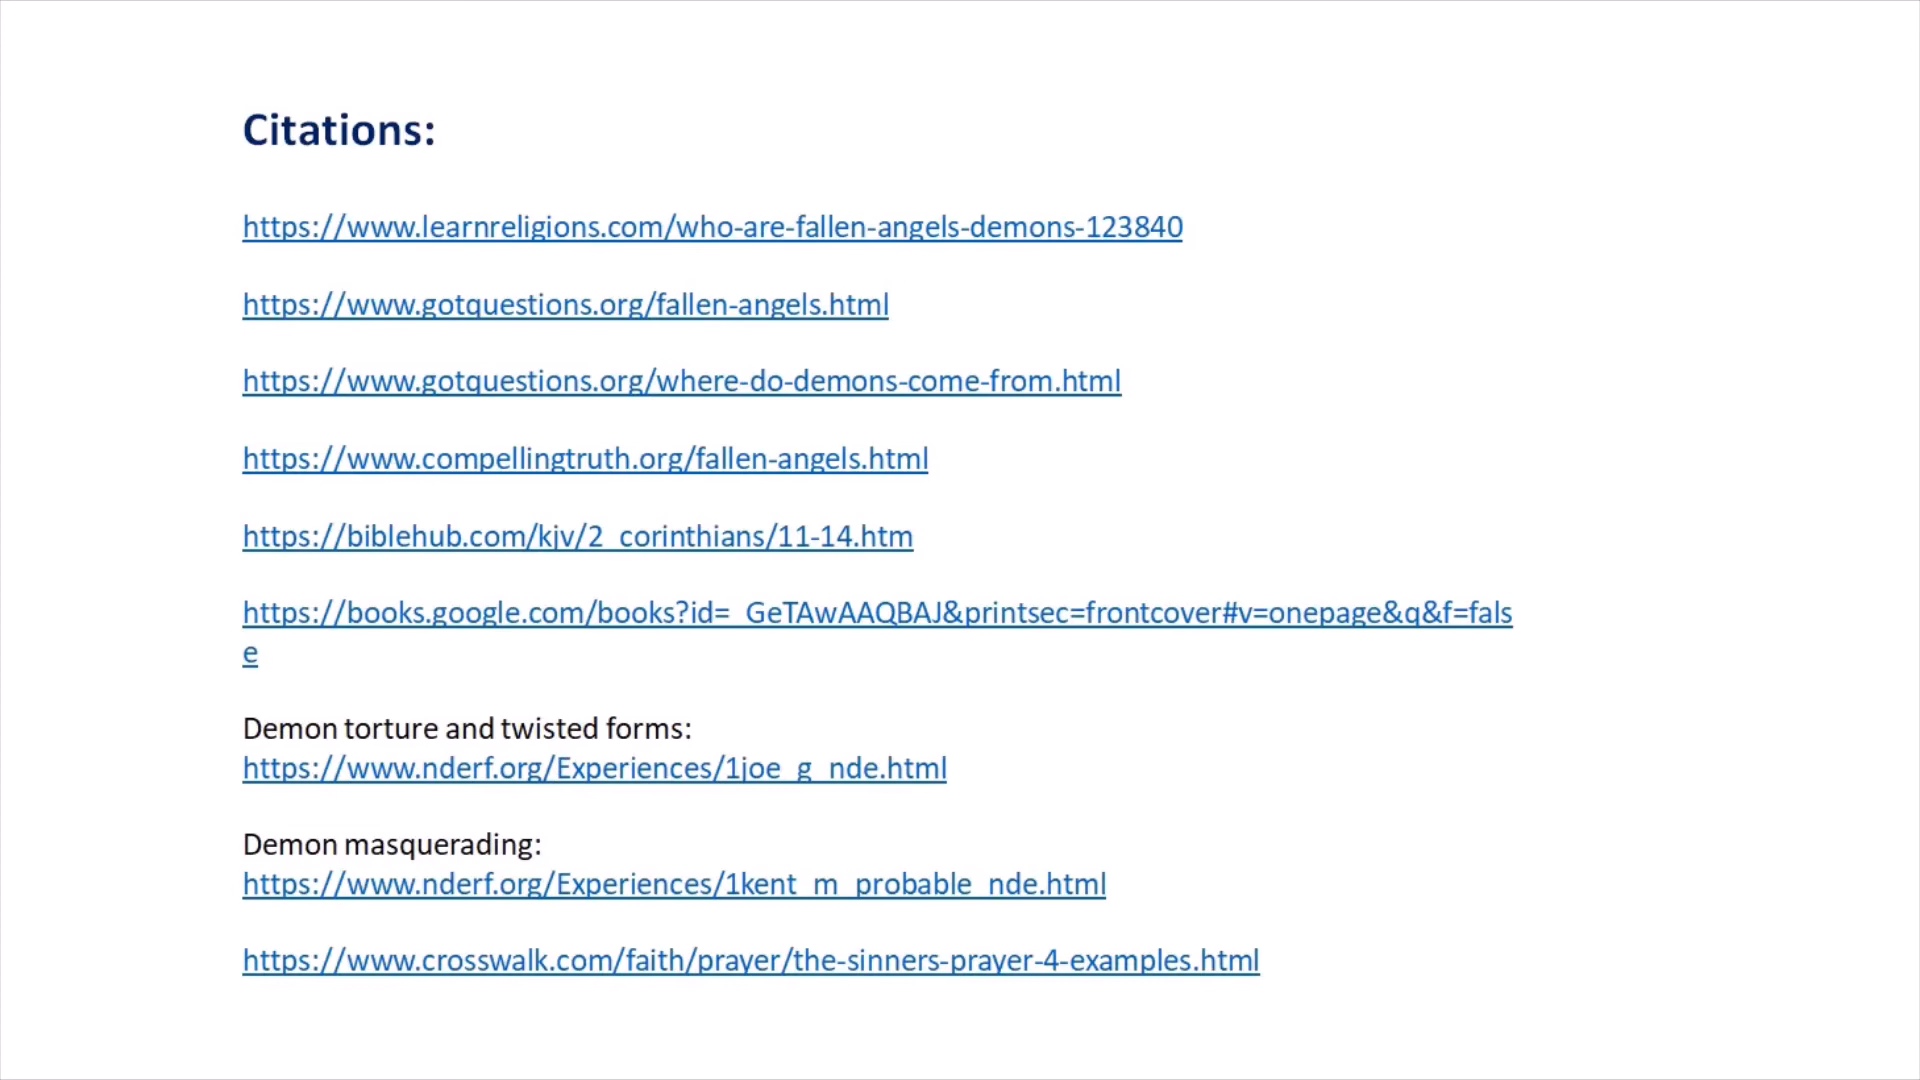 Citations:
https://www.learnreligions.com/who-are-fallen-angels-demons-123840
https://www.gotquestions.org/fallen-angels.html
https://www.gotquestions.org/where-do-demons-come-from.html
https://www.compellingtruth.org/fallen-angels.html
https://biblehub.com/kjv/2_corinthians/11-14.htm
https://books.google.com/books?id=_GeTAwAAQBAJ&printsec=frontcover#v=onepage&q&f=fals
e
Demon torture and twisted forms:
https://www.nderf.org/Experiences/1joe_g_nde.html
Demon masquerading:
https://www.nderf.org/Experiences/1kent_m_probable_nde.html
https://www.crosswalk.com/faith/prayer/the-sinners-prayer-4-examples.html